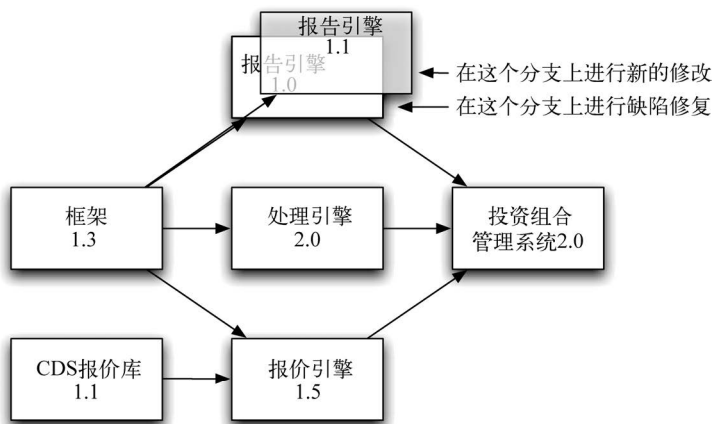 报告引擎
1.1
报告引擎
1.0
在这个分支上进行新的修改
在这个分支上进行缺陷修复
框架
1.3
处理引擎
2.0
投资组合
管理系统2.0
CDS报价库
1.1
报价引擎
1.5